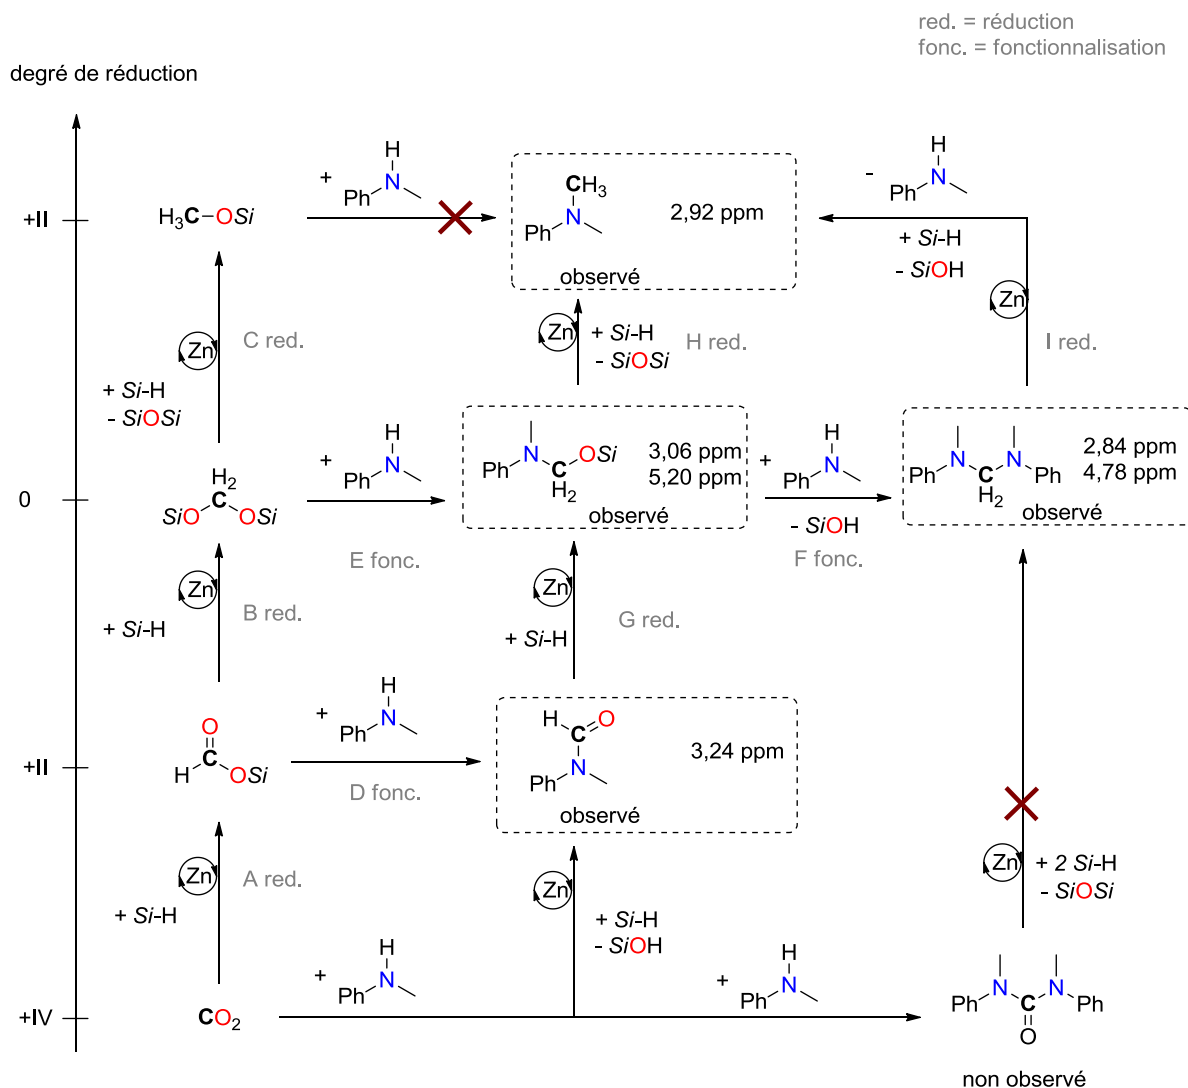 red. = réduction
fonc. = fonctionnalisation
degré de réduction
+II
H3C-OSi
+
H
N
Ph
CH3
N
Ph
2,92 ppm
observé
-
H
N
Ph
+ Si-H
- SiOH
Zn
C red.
+ Si-H
- SiOSi
Zn
+ Si-H
- SiOSi
H red.
Zn
I red.
0
H2
C
SiO
OSi
+
H
N
Ph
E fonc.
N
Ph
C
H2
OSi
3,06 ppm
5,20 ppm
observé
+
H
N
Ph
- SiOH
F fonc.
Ph
N
C
H2
N
Ph
2,84 ppm
4,78 ppm
observé
Zn
B red.
+ Si-H
Zn
G red.
+ Si-H
+II
O
H
C
OSi
+
H
N
Ph
D fonc.
H
C
O
N
Ph
3,24 ppm
observé
Zn
A red.
+ Si-H
Zn
+ Si-H
- SiOH
Zn
+ 2 Si-H
- SiOSi
+IV
CO2
+
H
N
Ph
+
H
N
Ph
Ph
N
C
N
Ph
O
non observé